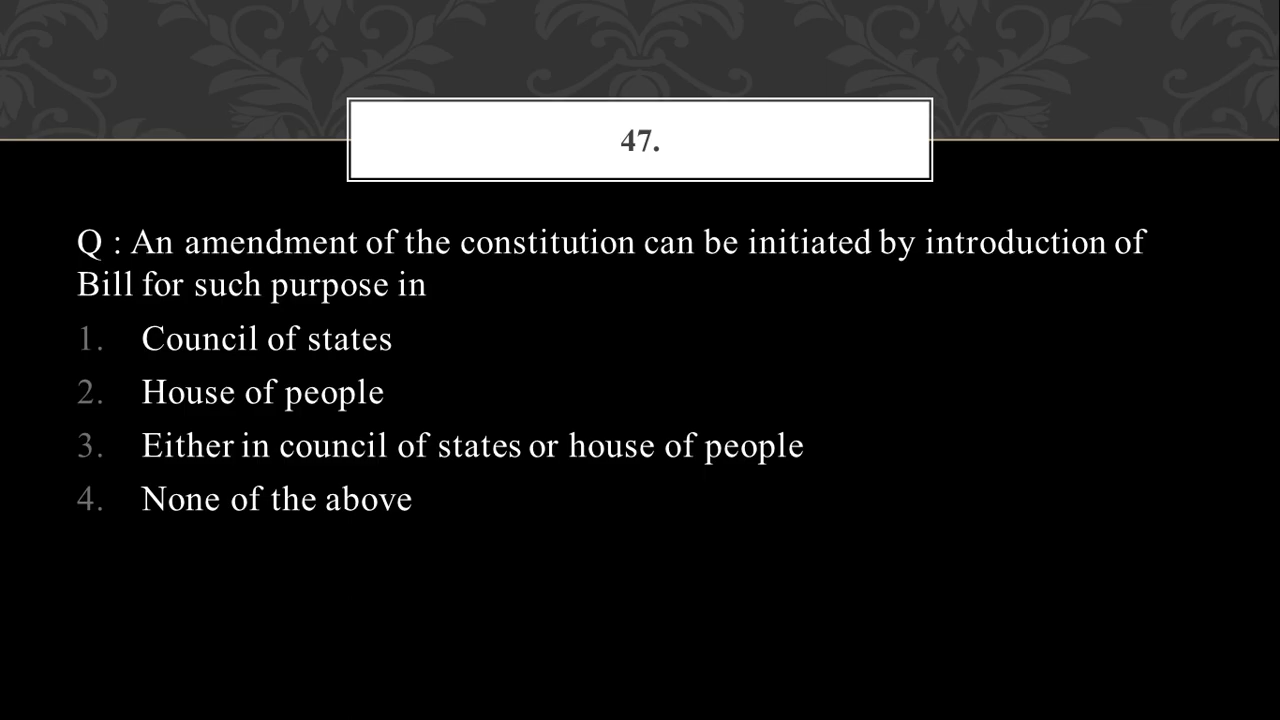 47.
Q : An amendment of the constitution can be initiated by introduction of
Bill for such purpose in
1. Council of states
2. House of people
3. Either in council of states or house of people
4. None of the above